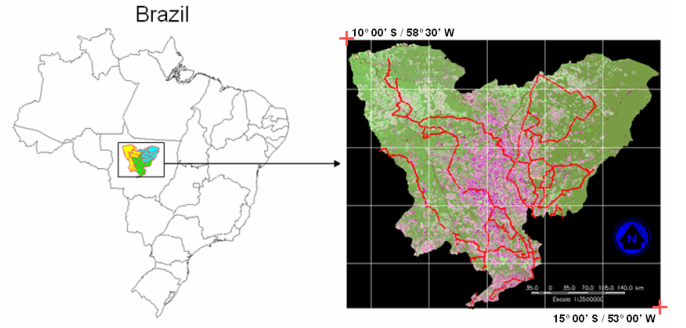 Brazil
10° 00' S / 58° 30' W
N
35.0 0 35.0 70.0 105.0 140.0 km
Escala 1:3500000
15° 00' S / 53° 00' W